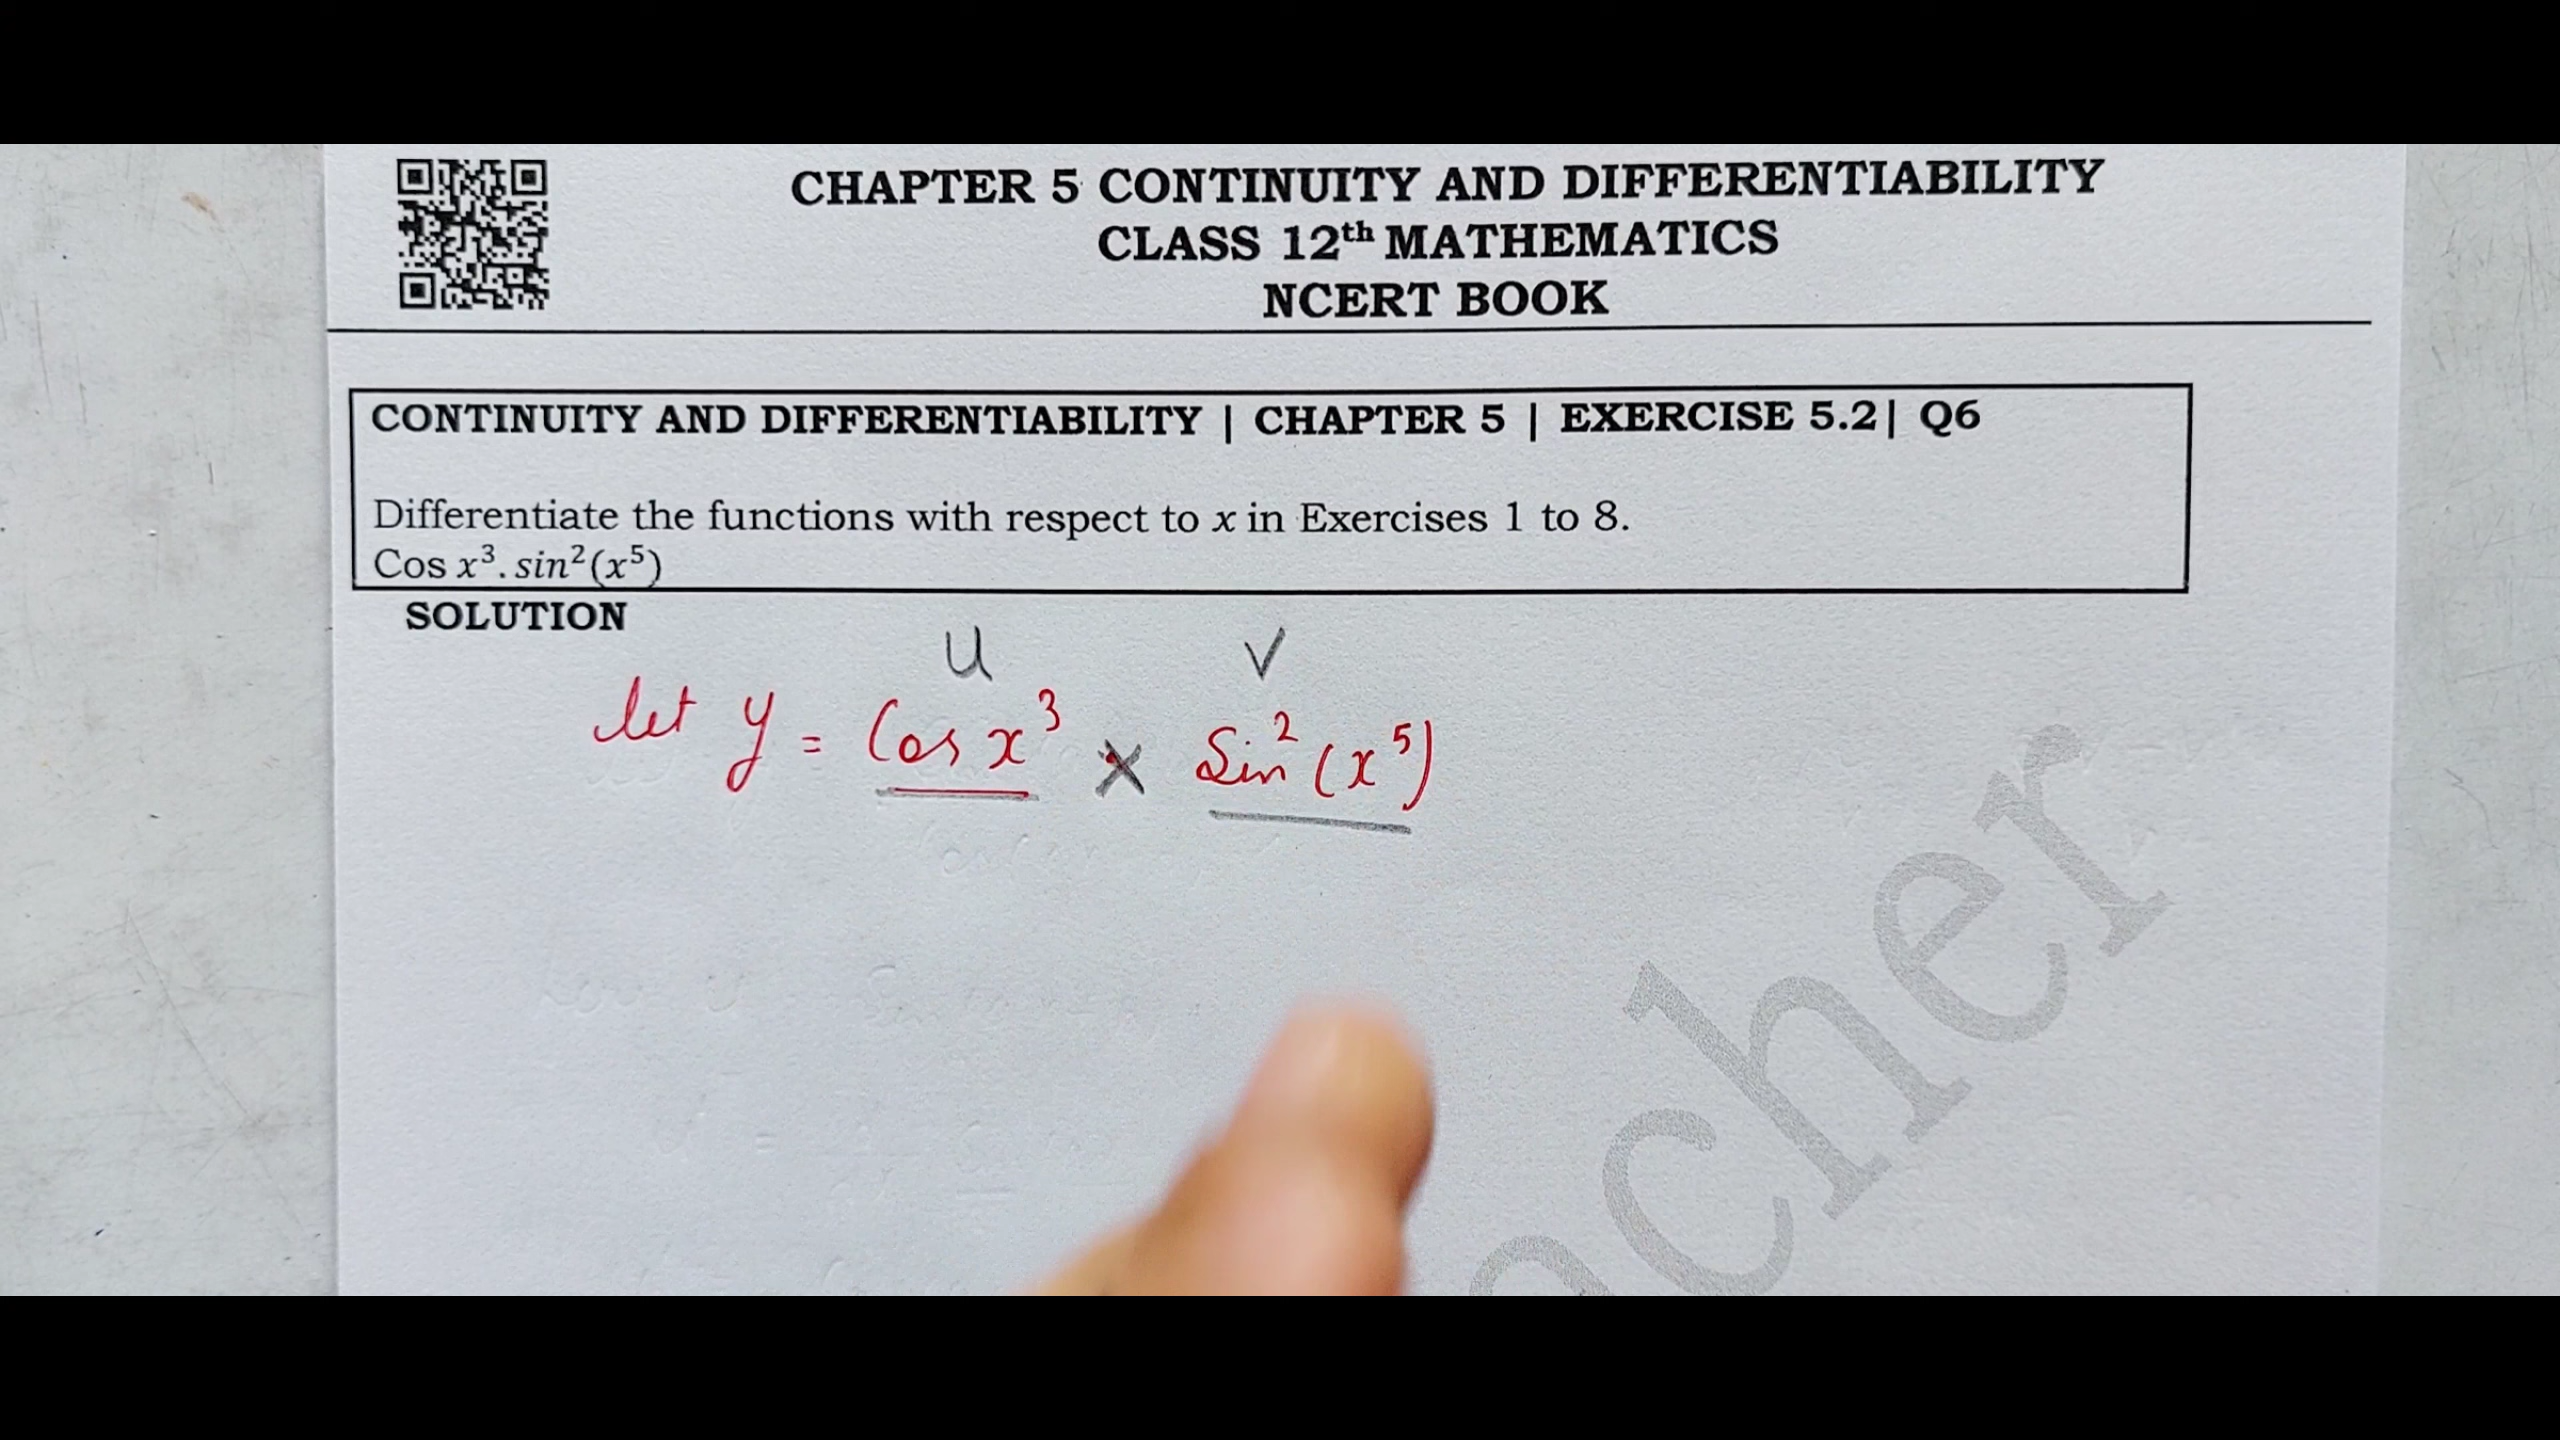 CHAPTER 5 CONTINUITY AND DIFFERENTIABILITY
CLASS 12th MATHEMATICS
NCERT BOOK
CONTINUITY AND DIFFERENTIABILITY | CHAPTER 5 | EXERCISE 5.2| Q6
Differentiate the functions with respect to x in Exercises 1 to 8.
Cos x³. sin²(x⁵)
SOLUTION
U V
let y = Cos x³ × Sin²(x⁵)